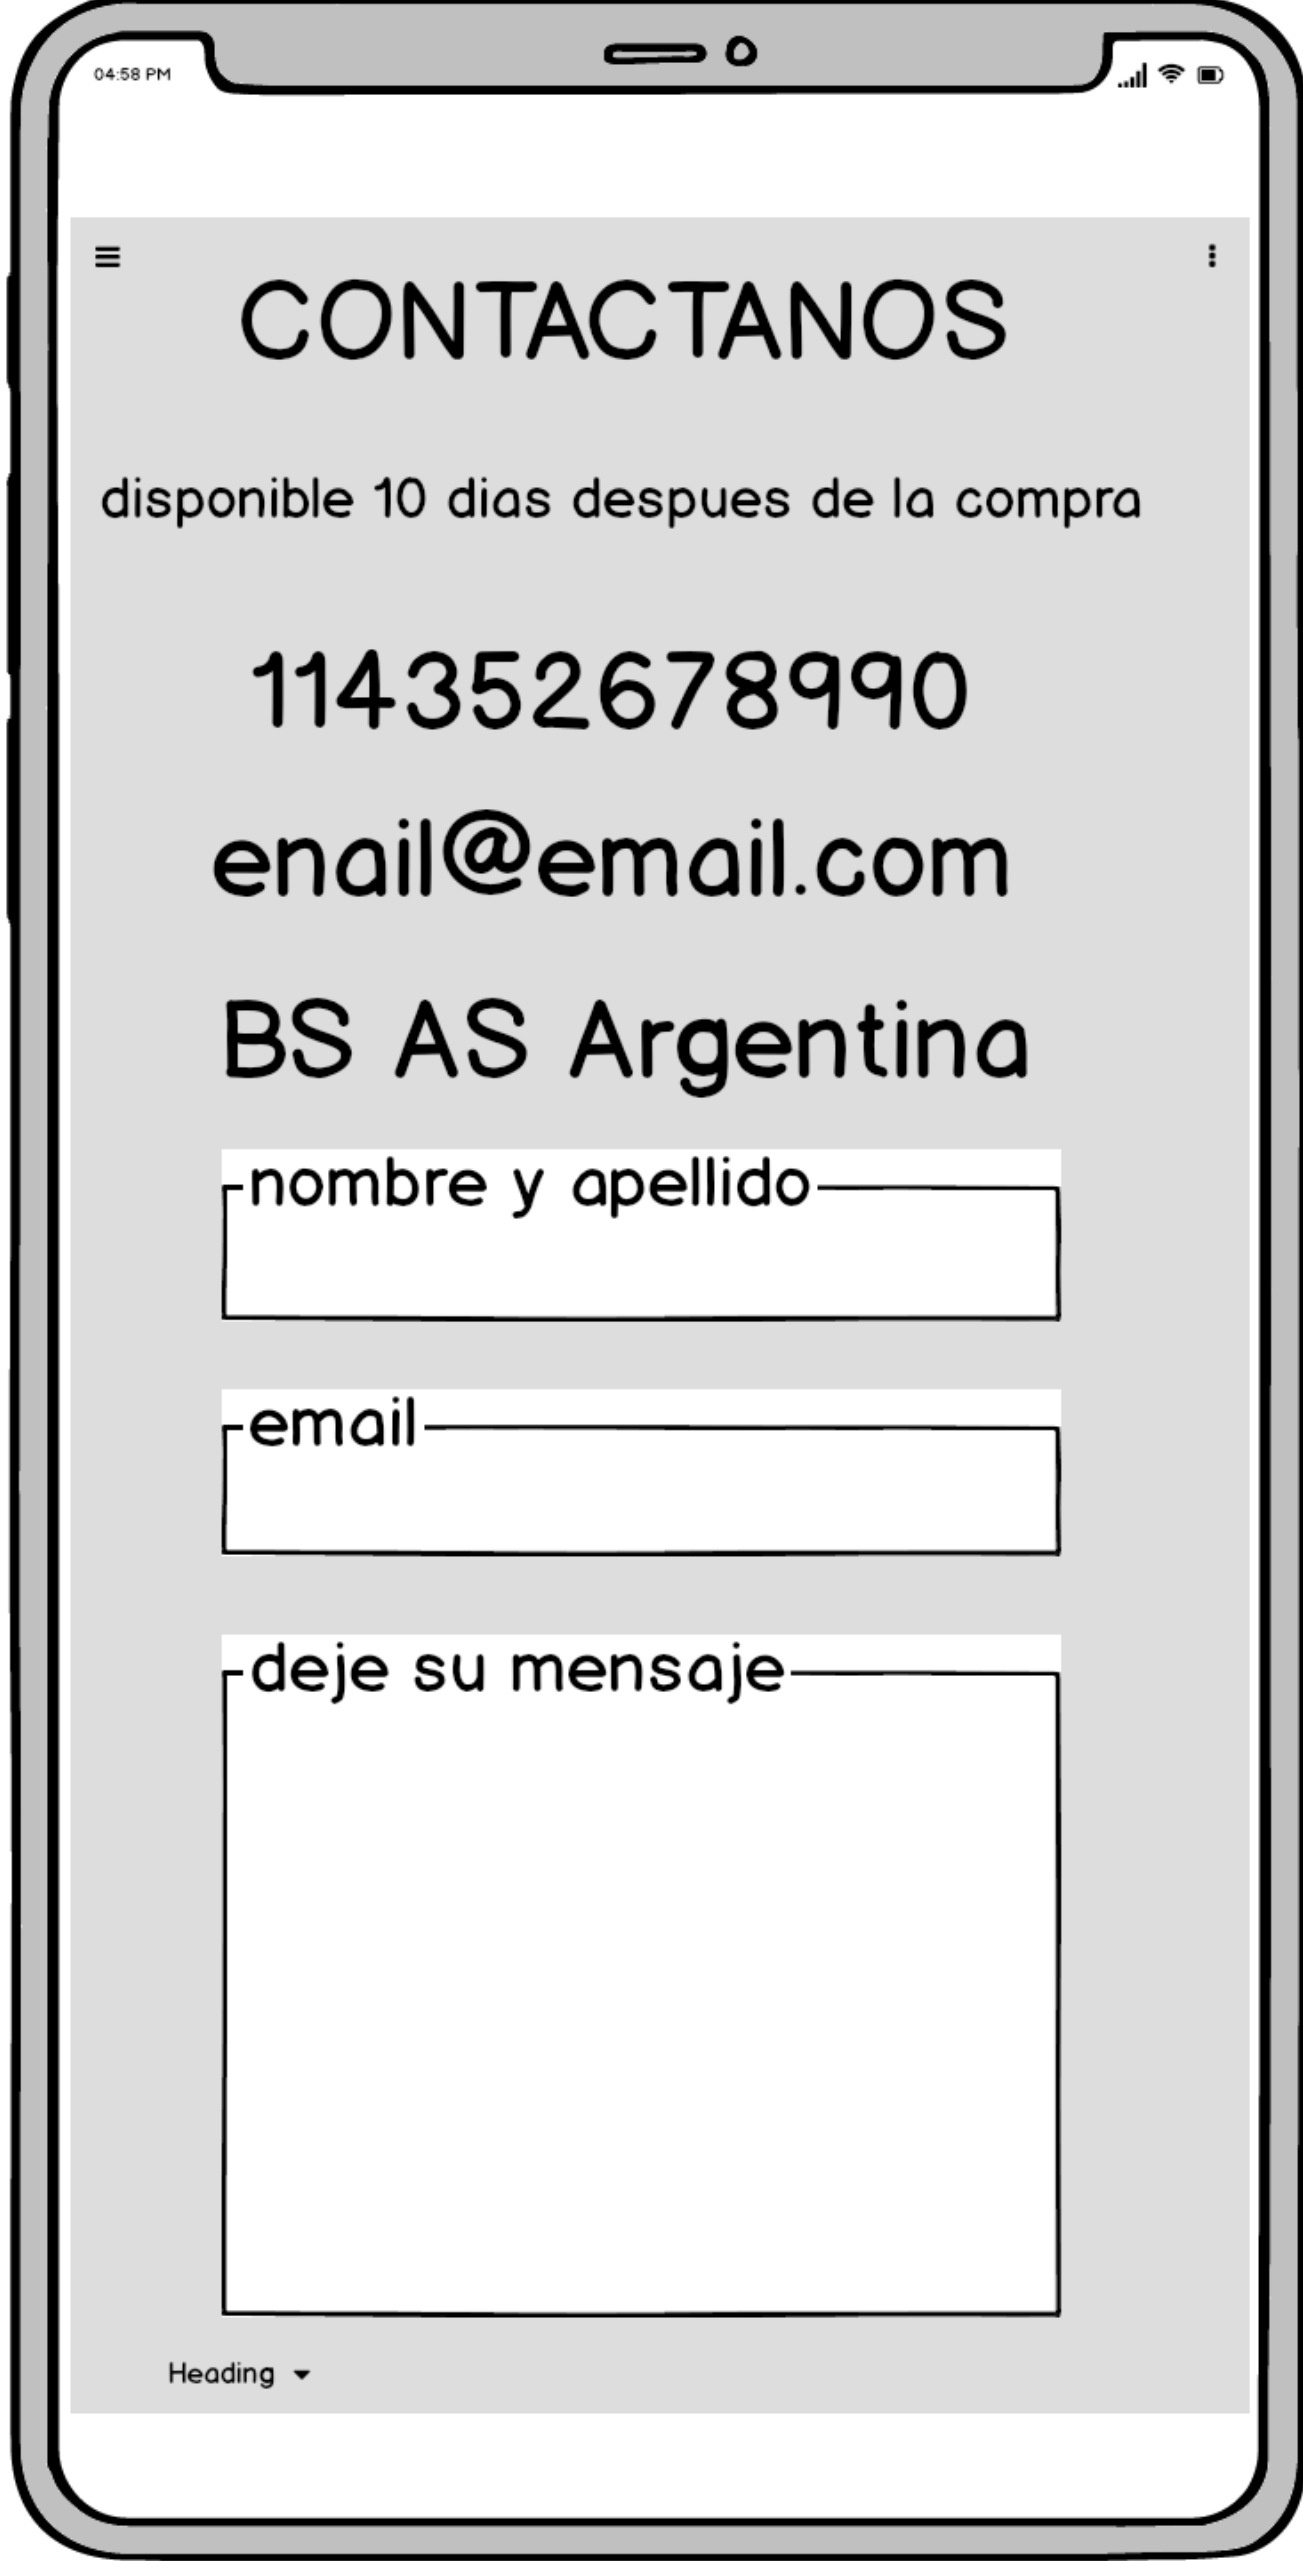 04:58 PM
CONTACTANOS
disponible 10 dias despues de la compra
114352678990
enail@email.com
BS AS Argentina
nombre y apellido
email
deje su mensaje
Heading